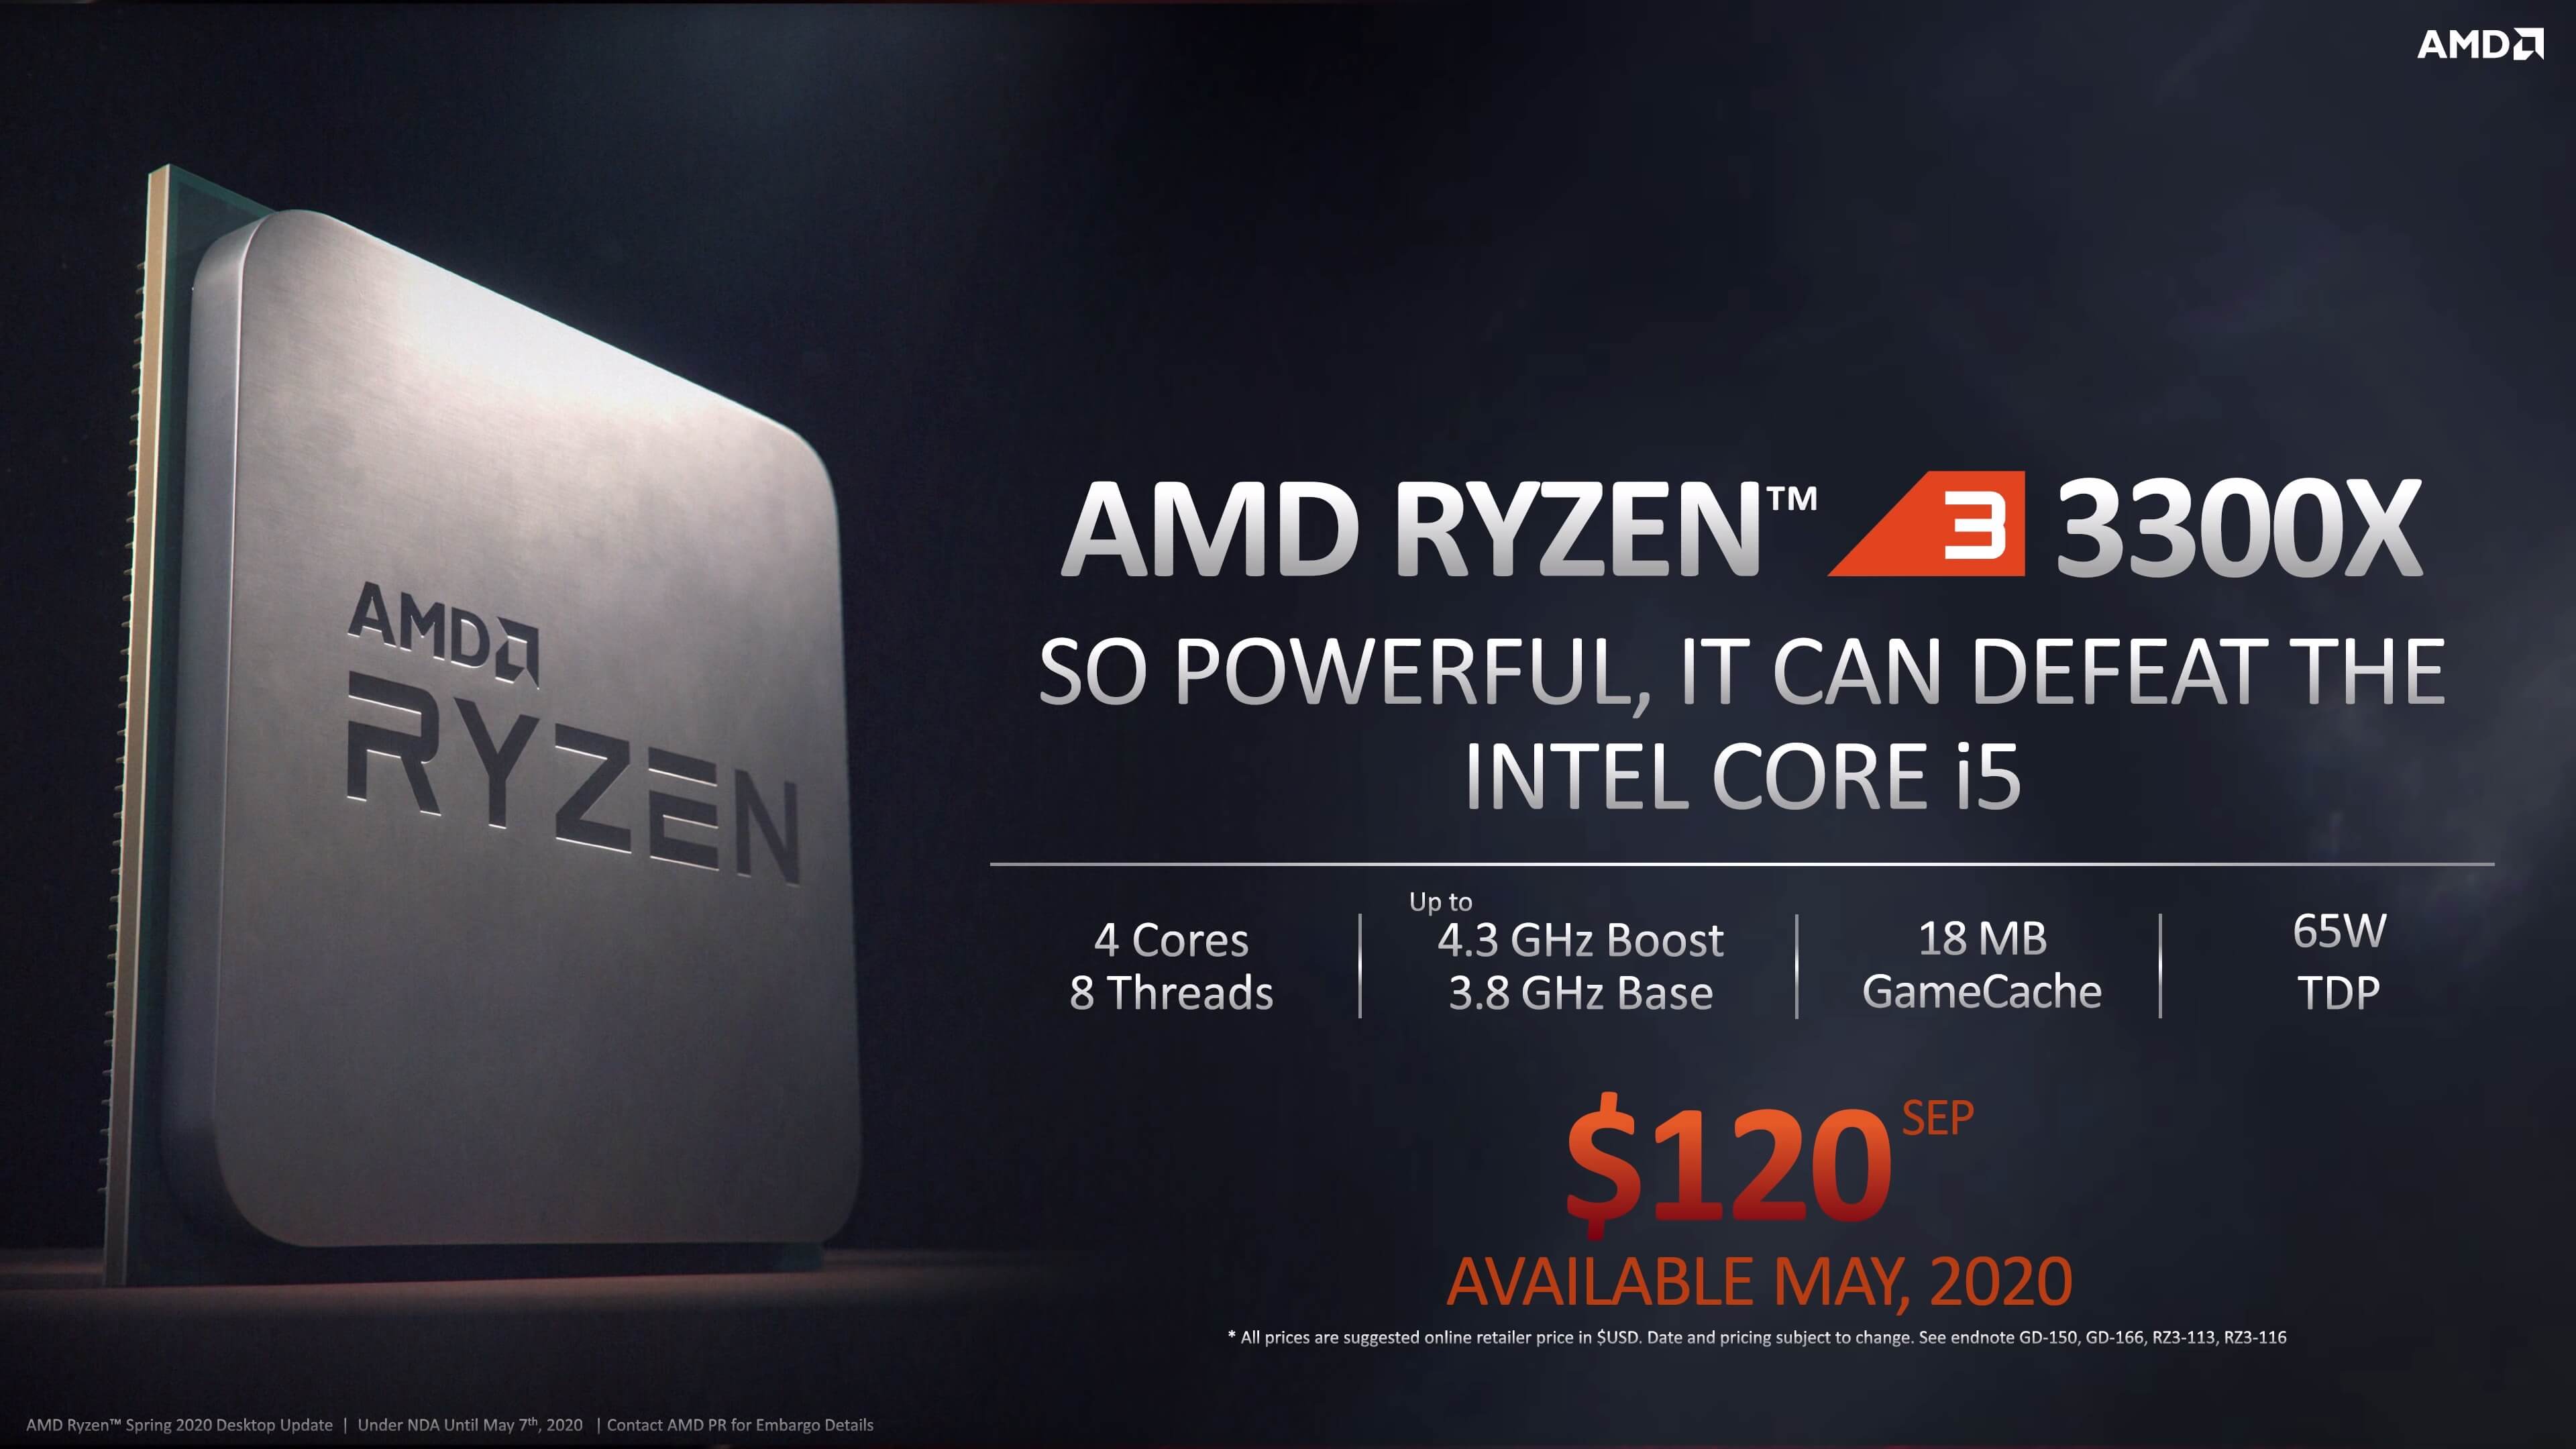 AMD
AMD
RYZEN
AMD RYZEN™ 3 3300X
SO POWERFUL, IT CAN DEFEAT THE
INTEL CORE i5
4 Cores
8 Threads
Up to
4.3 GHz Boost
3.8 GHz Base
18 MB
GameCache
65W
TDP
$120 SEP
AVAILABLE MAY, 2020
* All prices are suggested online retailer price in $USD. Date and pricing subject to change. See endnote GD-150, GD-166, RZ3-113, RZ3-116
AMD Ryzen™ Spring 2020 Desktop Update | Under NDA Until May 7th, 2020 | Contact AMD PR for Embargo Details